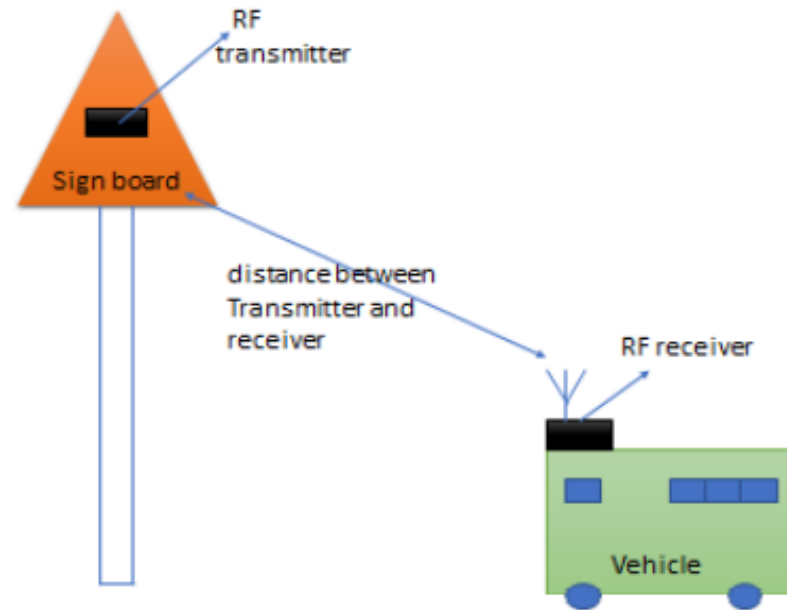 RF
transmitter
Sign board
distance between
Transmitter and
receiver
RF receiver
Vehicle